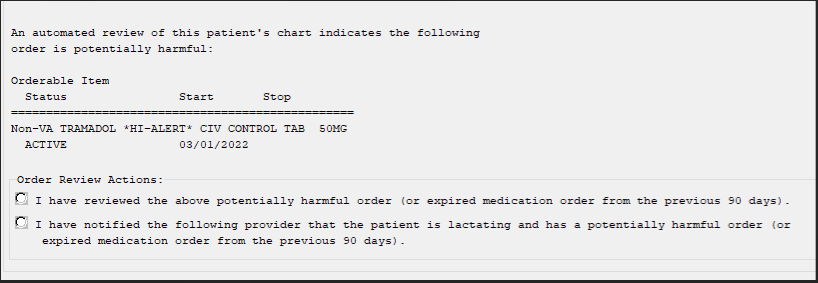 An automated review of this patient's chart indicates the following
order is potentially harmful:
Orderable Item
Status Start Stop
=================================================
Non-VA TRAMADOL *HI-ALERT* CIV CONTROL TAB 50MG
ACTIVE 03/01/2022
Order Review Actions:
I have reviewed the above potentially harmful order (or expired medication order from the previous 90 days).
I have notified the following provider that the patient is lactating and has a potentially harmful order (or
expired medication order from the previous 90 days).